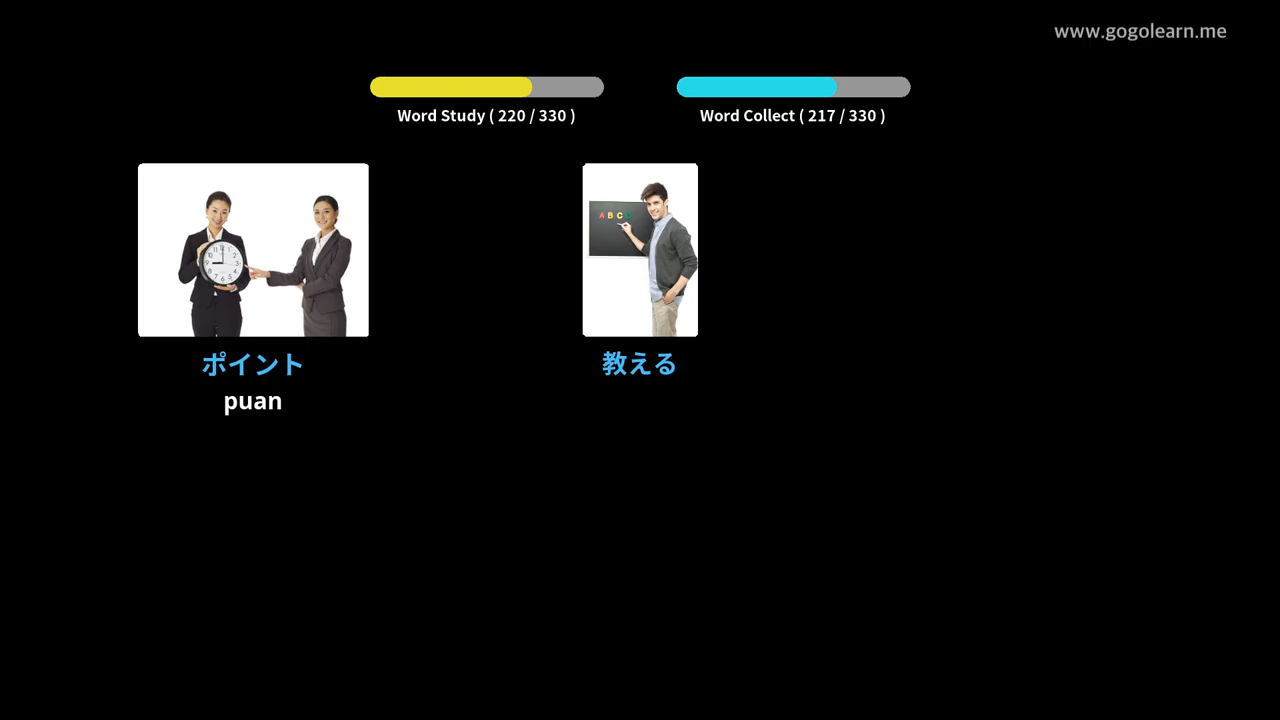 www.gogolearn.me
Word Study ( 220 / 330 )
Word Collect ( 217 / 330 )
A B C
ポイント
puan
教える